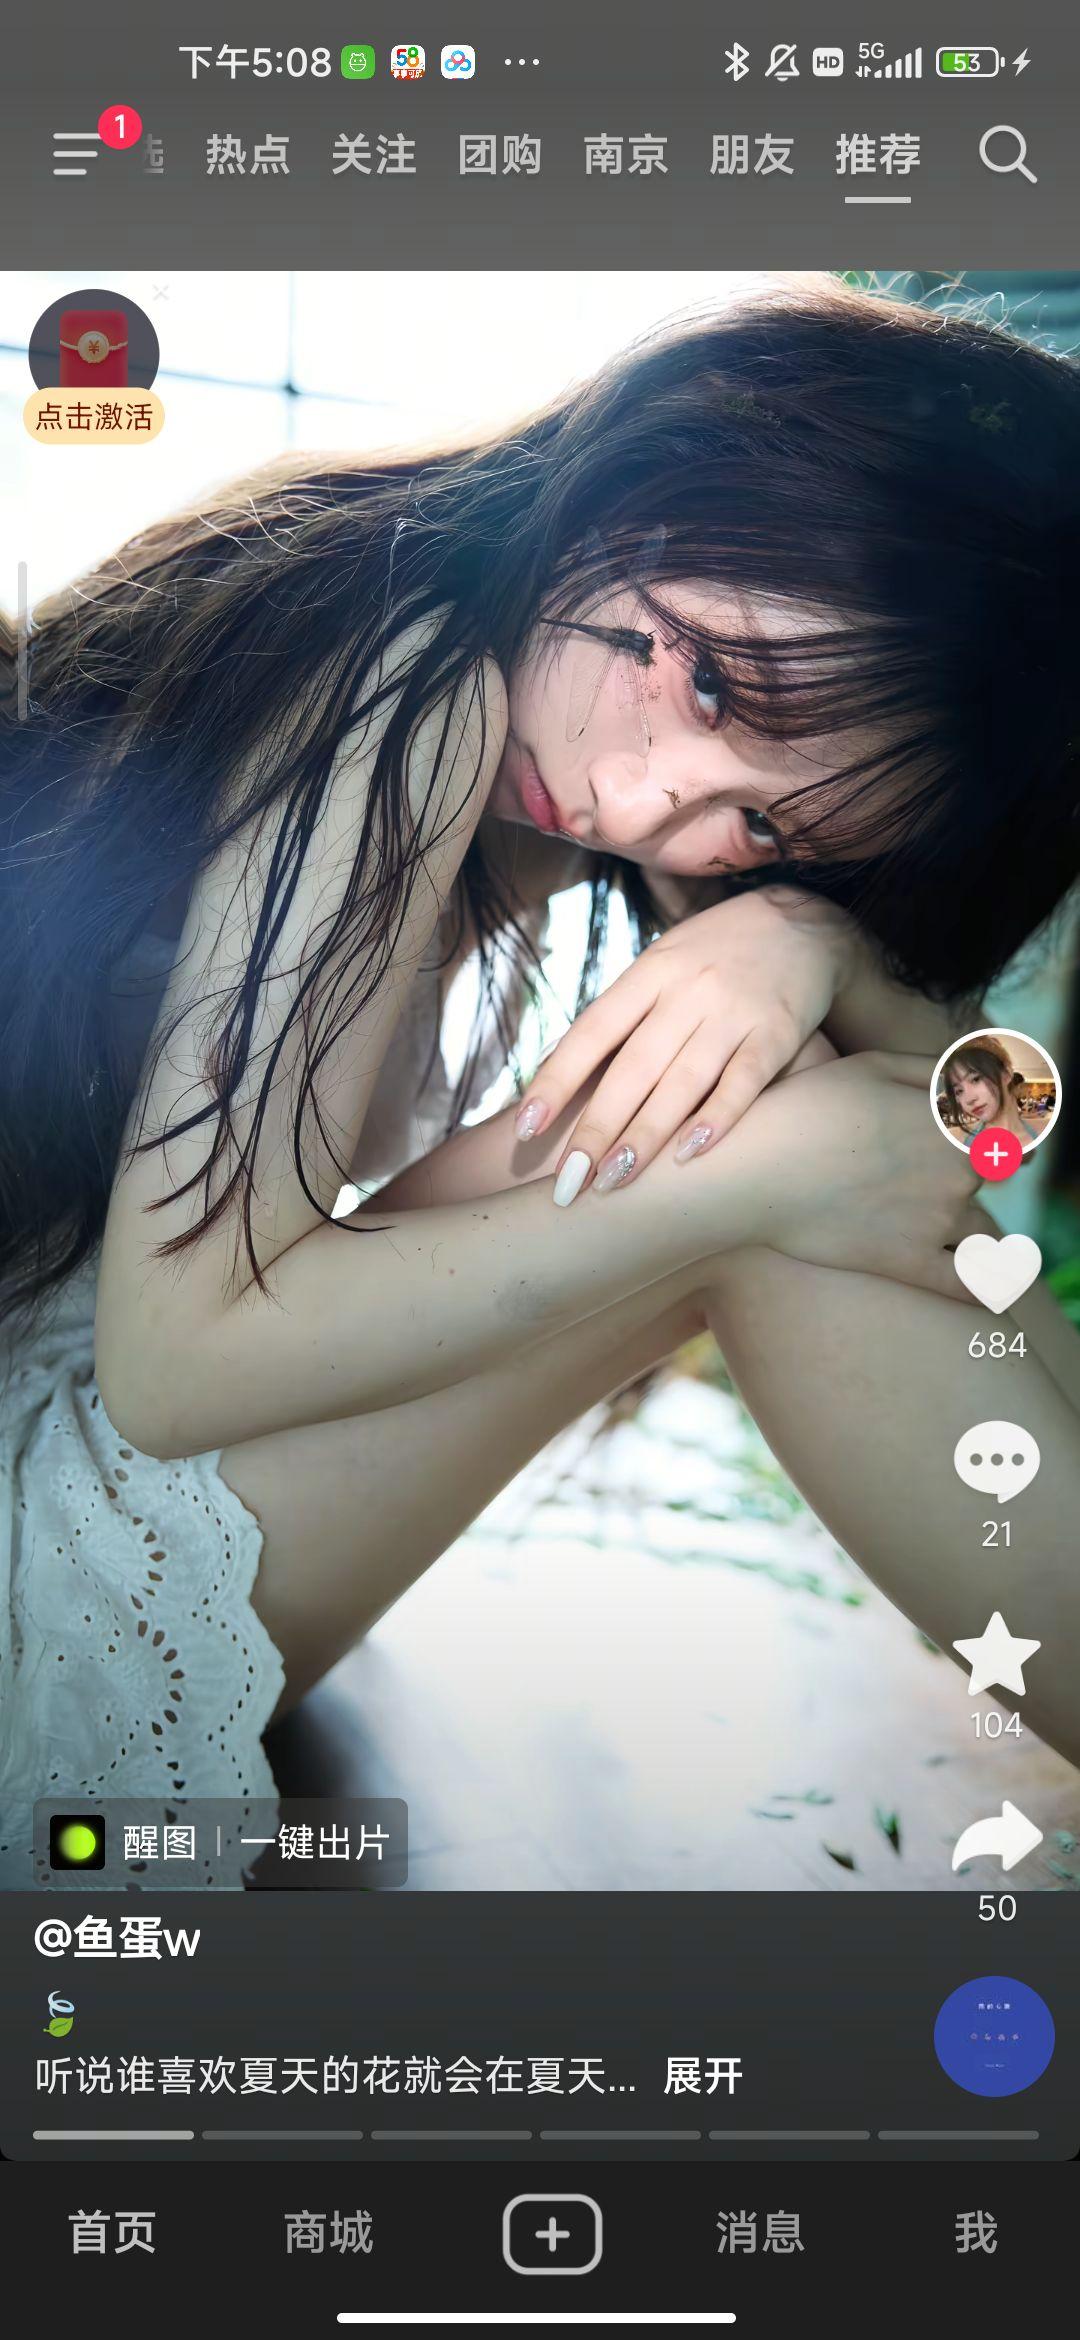 下午5:08
58
HD
5G
53
1
热点 关注 团购 南京 朋友 推荐
点击激活
684
21
104
醒图 | 一键出片
50
@鱼蛋w
听说谁喜欢夏天的花就会在夏天... 展开
首页 商城 消息 我